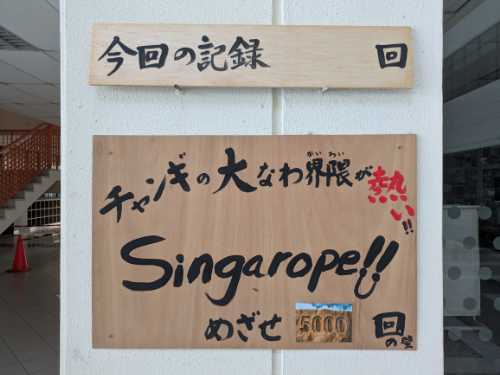 今回の記録 回
チャンギの大なわ界隈が熱い!!
かいわい
Singarope!!
めざせ 5000 回の壁